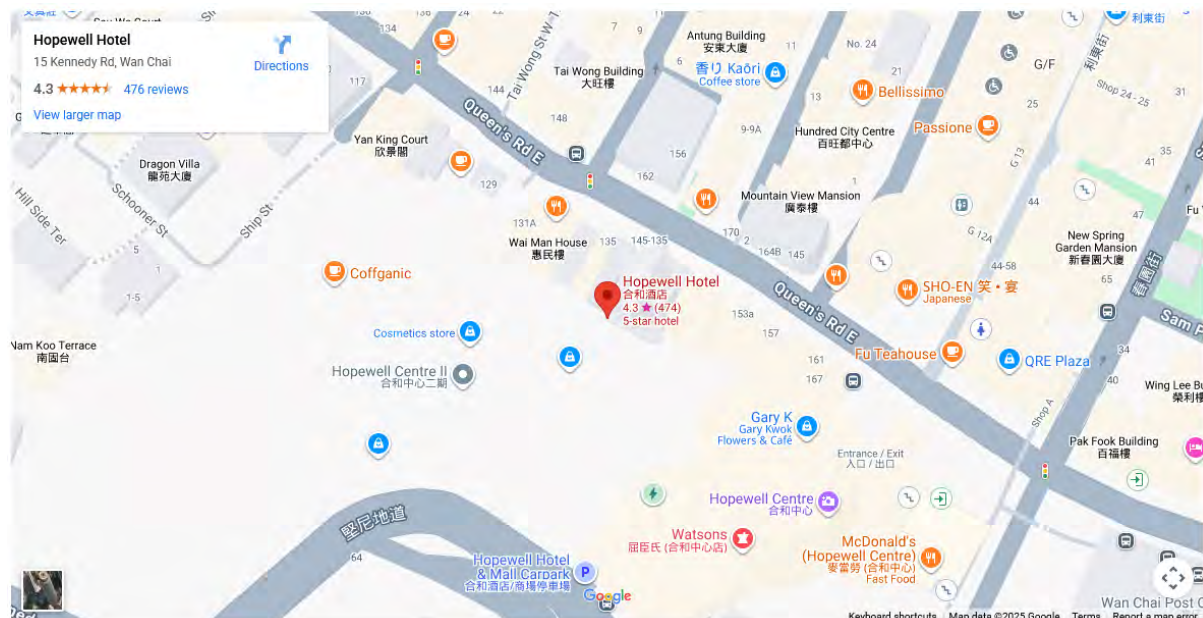 Hopewell Hotel
15 Kennedy Rd, Wan Chai
4.3
476 reviews
View larger map
Directions
134
136
138
117
144
148
Tai Wong St W
7
9
11
6
Tai Wong Building
大旺樓
Antung Building
安東大廈
香り Kaōri
Coffee store
No. 24
21
13
Bellissimo
9-9A
Hundred City Centre
百旺都中心
Passione
G/F
利東街
利東街
Shop 24 - 25
25
31
35
41
G 13
Queen's Rd E
Yan King Court
欣景閣
129
156
162
Dragon Villa
龍苑大廈
Schooner St
Ship St
Hill Side Ter
5
1
1-5
131A
Wai Man House
惠民樓
135
145-135
Mountain View Mansion
廣泰樓
1
170
2
164B
145
44
47
G 12A
44-58
New Spring
Garden Mansion
新春園大廈
春園街
Coffganic
Hopewell Hotel
合和酒店
4.3 ★ (474)
5-star hotel
SHO-EN 笑・宴
Japanese
Queen's Rd E
153a
157
161
167
Cosmetics store
Hopewell Centre II
合和中心二期
Nam Koo Terrace
南固台
Fu Teahouse
QRE Plaza
34
40
Shop A
榮利樓
Gary K
Gary Kwok
Flowers & Café
Entrance / Exit
入口 / 出口
Pak Fook Building
百福樓
Hopewell Centre
合和中心
堅尼地道
64
Watsons
屈臣氏 (合和中心店)
McDonald's
(Hopewell Centre)
麥當勞 (合和中心)
Fast Food
Hopewell Hotel
& Mall Carpark
合和酒店/商場停車場
P
Google
Wan Chai Post
Keyboard shortcuts
Map data ©2025 Google
Terms
Report a map error